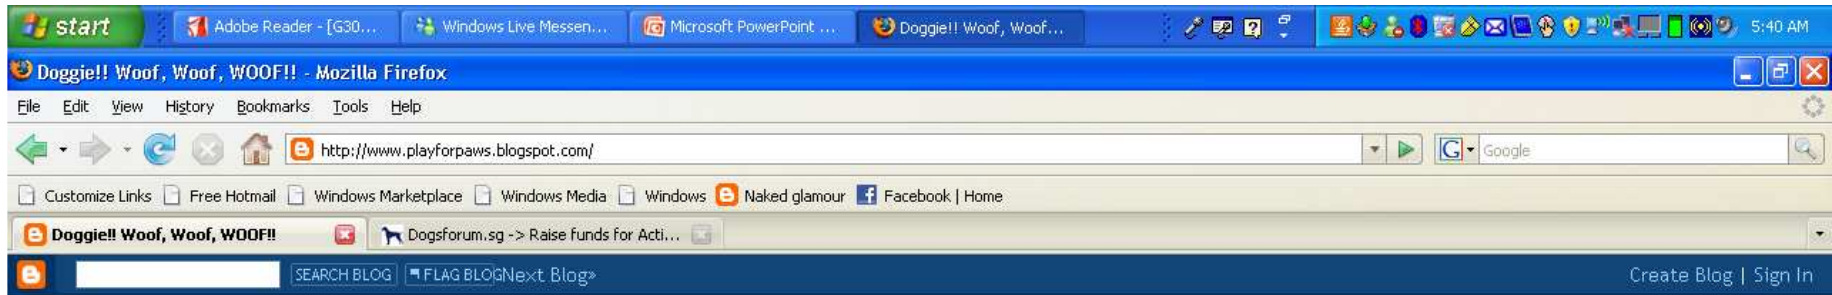 start Adobe Reader - [G30... Windows Live Messen... Microsoft PowerPoint ... Doggie!! Woof, Woof... 5:40 AM
Doggie!! Woof, Woof, WOOF!! - Mozilla Firefox
File Edit View History Bookmarks Tools Help
http://www.playforpaws.blogspot.com/ G Google
Customize Links Free Hotmail Windows Marketplace Windows Media Windows Naked glamour Facebook | Home
Doggie!! Woof, Woof, WOOF!! Dogsforum.sg -> Raise funds for Acti...
SEARCH BLOG FLAG BLOG Next Blog» Create Blog | Sign In